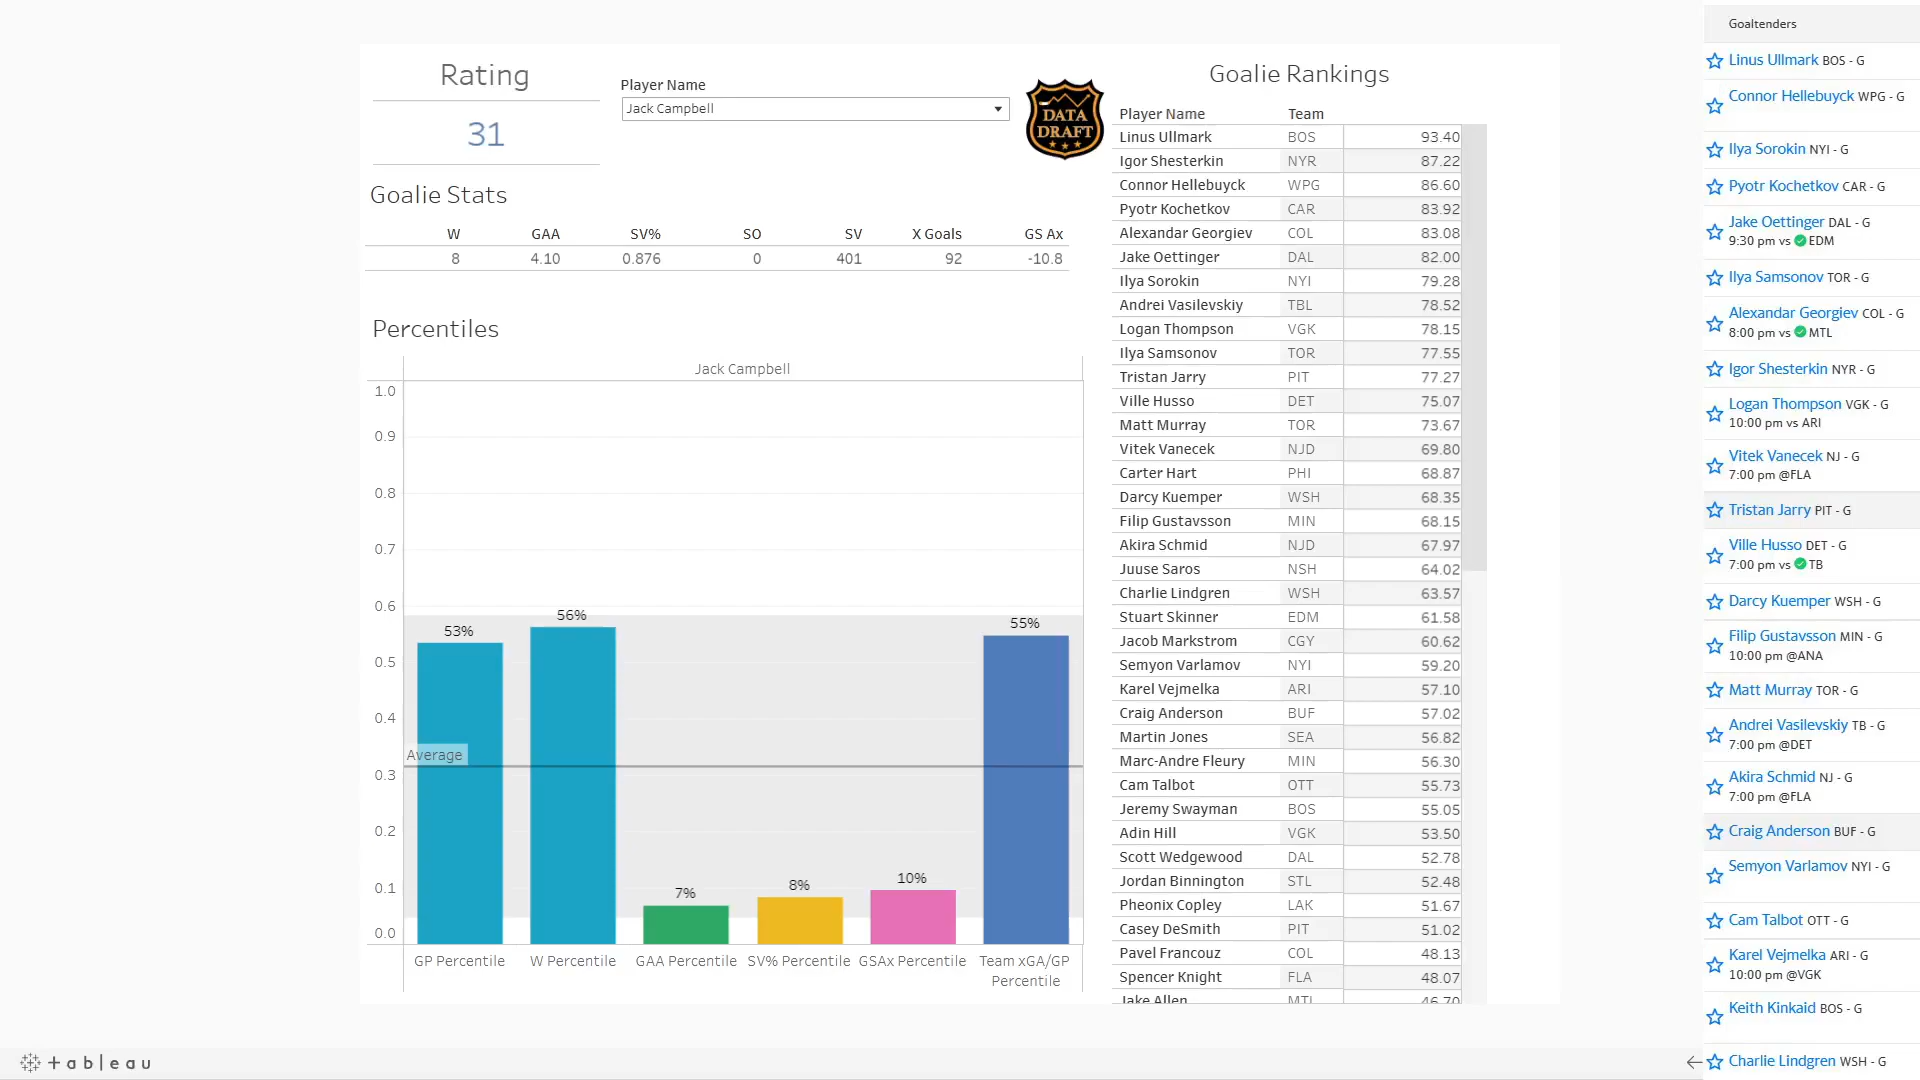 Rating
31
Player Name
Jack Campbell
DATA
DRAFT
Goalie Stats
W GAA SV% SO SV X Goals GS Ax
8 4.10 0.876 0 401 92 -10.8
Percentiles
Jack Campbell
1.0
0.9
0.8
0.7
0.6
0.5
0.4
0.3
0.2
0.1
0.0
53%
56%
7%
8%
10%
55%
Average
GP Percentile W Percentile GAA Percentile SV% Percentile GSAx Percentile Team xGA/GP
Percentile
Goalie Rankings
Player Name Team
Linus Ullmark BOS 93.40
Igor Shesterkin NYR 87.22
Connor Hellebuyck WPG 86.60
Pyotr Kochetkov CAR 83.92
Alexandar Georgiev COL 83.08
Jake Oettinger DAL 82.00
Ilya Sorokin NYI 79.28
Andrei Vasilevskiy TBL 78.52
Logan Thompson VGK 78.15
Ilya Samsonov TOR 77.55
Tristan Jarry PIT 77.27
Ville Husso DET 75.07
Matt Murray TOR 73.67
Vitek Vanecek NJD 69.80
Carter Hart PHI 68.87
Darcy Kuemper WSH 68.35
Filip Gustavsson MIN 68.15
Akira Schmid NJD 67.97
Juuse Saros NSH 64.02
Charlie Lindgren WSH 63.57
Stuart Skinner EDM 61.58
Jacob Markstrom CGY 60.62
Semyon Varlamov NYI 59.20
Karel Vejmelka ARI 57.10
Craig Anderson BUF 57.02
Martin Jones SEA 56.82
Marc-Andre Fleury MIN 56.30
Cam Talbot OTT 55.73
Jeremy Swayman BOS 55.05
Adin Hill VGK 53.50
Scott Wedgewood DAL 52.78
Jordan Binnington STL 52.48
Pheonix Copley LAK 51.67
Casey DeSmith PIT 51.02
Pavel Francouz COL 48.13
Spencer Knight FLA 48.07
Jake Allen MTL 46.70
Goaltenders
Linus Ullmark BOS - G
Connor Hellebuyck WPG - G
Ilya Sorokin NYI - G
Pyotr Kochetkov CAR - G
Jake Oettinger DAL - G
9:30 pm vs EDM
Ilya Samsonov TOR - G
Alexandar Georgiev COL - G
8:00 pm vs MTL
Igor Shesterkin NYR - G
Logan Thompson VGK - G
10:00 pm vs ARI
Vitek Vanecek NJ - G
7:00 pm @FLA
Tristan Jarry PIT - G
Ville Husso DET - G
7:00 pm vs TB
Darcy Kuemper WSH - G
Filip Gustavsson MIN - G
10:00 pm @ANA
Matt Murray TOR - G
Andrei Vasilevskiy TB - G
7:00 pm @DET
Akira Schmid NJ - G
7:00 pm @FLA
Craig Anderson BUF - G
Semyon Varlamov NYI - G
Cam Talbot OTT - G
Karel Vejmelka ARI - G
10:00 pm @VGK
Keith Kinkaid BOS - G
Charlie Lindgren WSH - G
+ a b l e a u